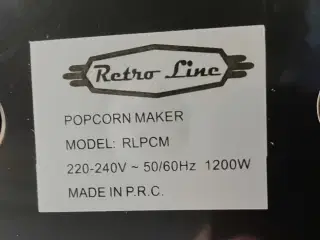 Retro Line
POPCORN MAKER
MODEL: RLPCM
220-240V ~ 50/60Hz 1200W
MADE IN P.R.C.